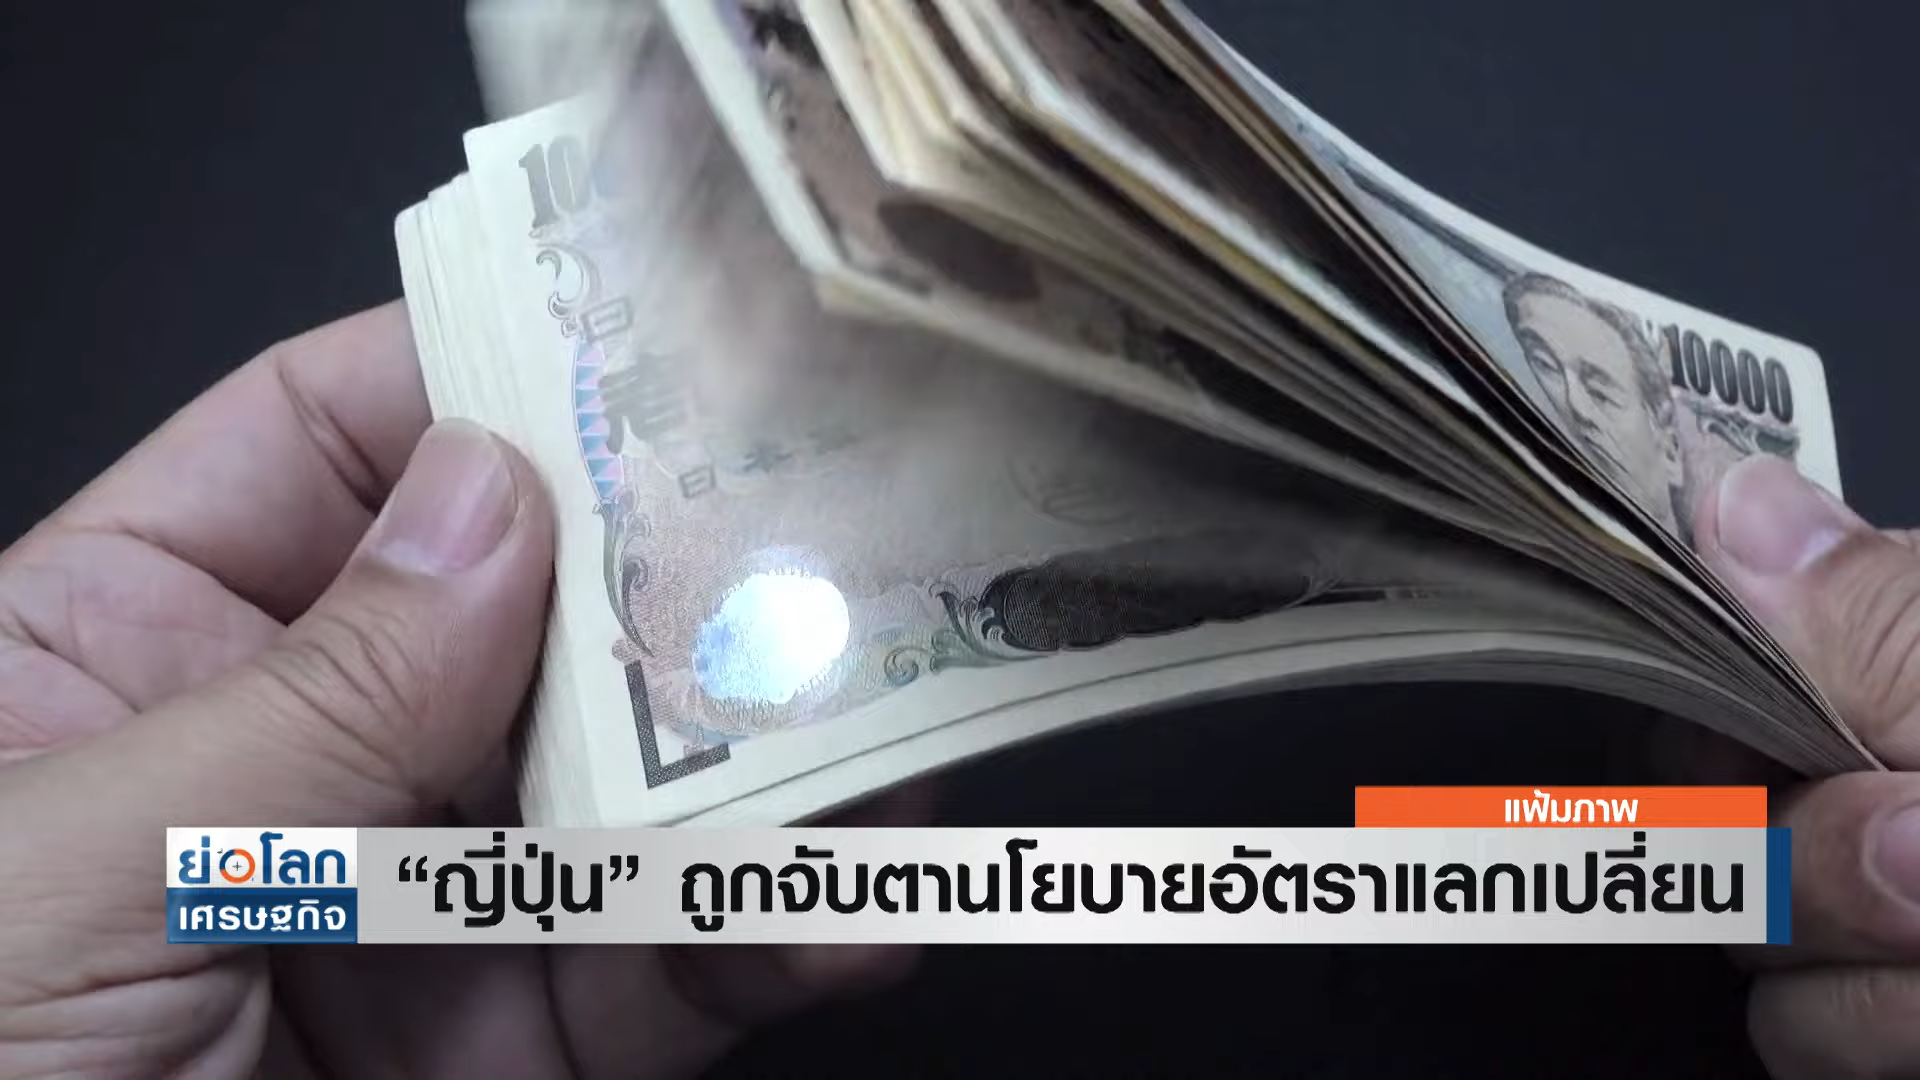 10
日
日本
10000
แฟ้มภาพ
ย่อโลก
เศรษฐกิจ
“ญี่ปุ่น” ถูกจับตานโยบายอัตราแลกเปลี่ยน